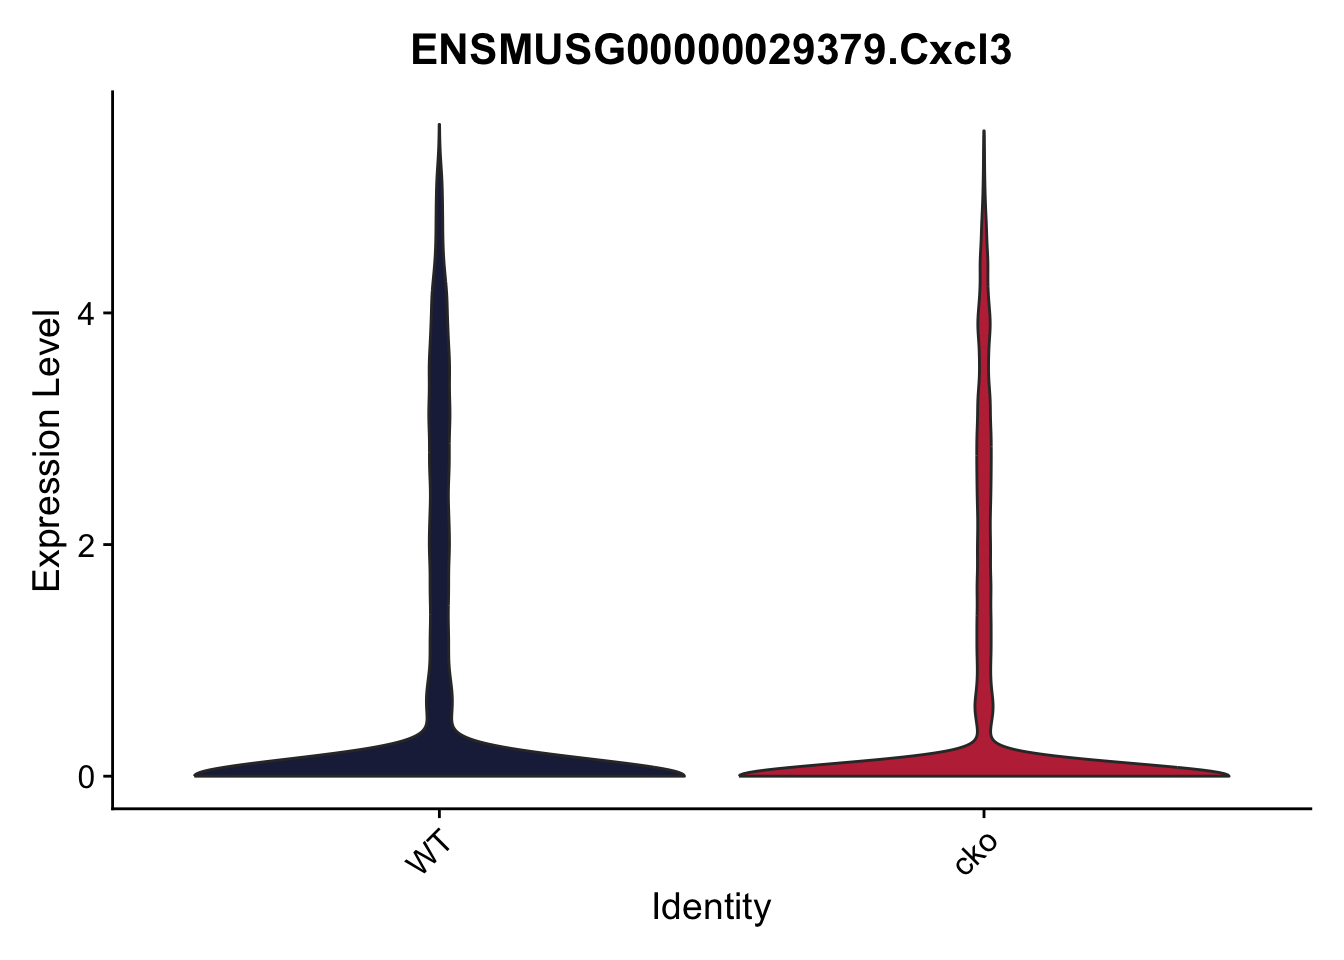 ENSMUSG00000029379.Cxcl3
Expression Level
4
2
0
WT
cko
Identity